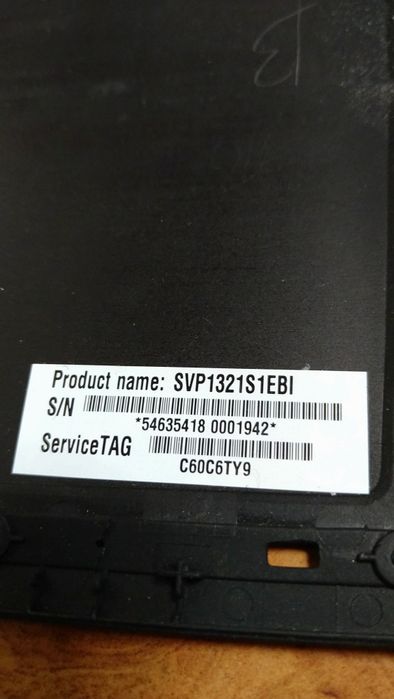 Product name: SVP1321S1EBI
S/N
*54635418 0001942*
ServiceTAG
C60C6TY9